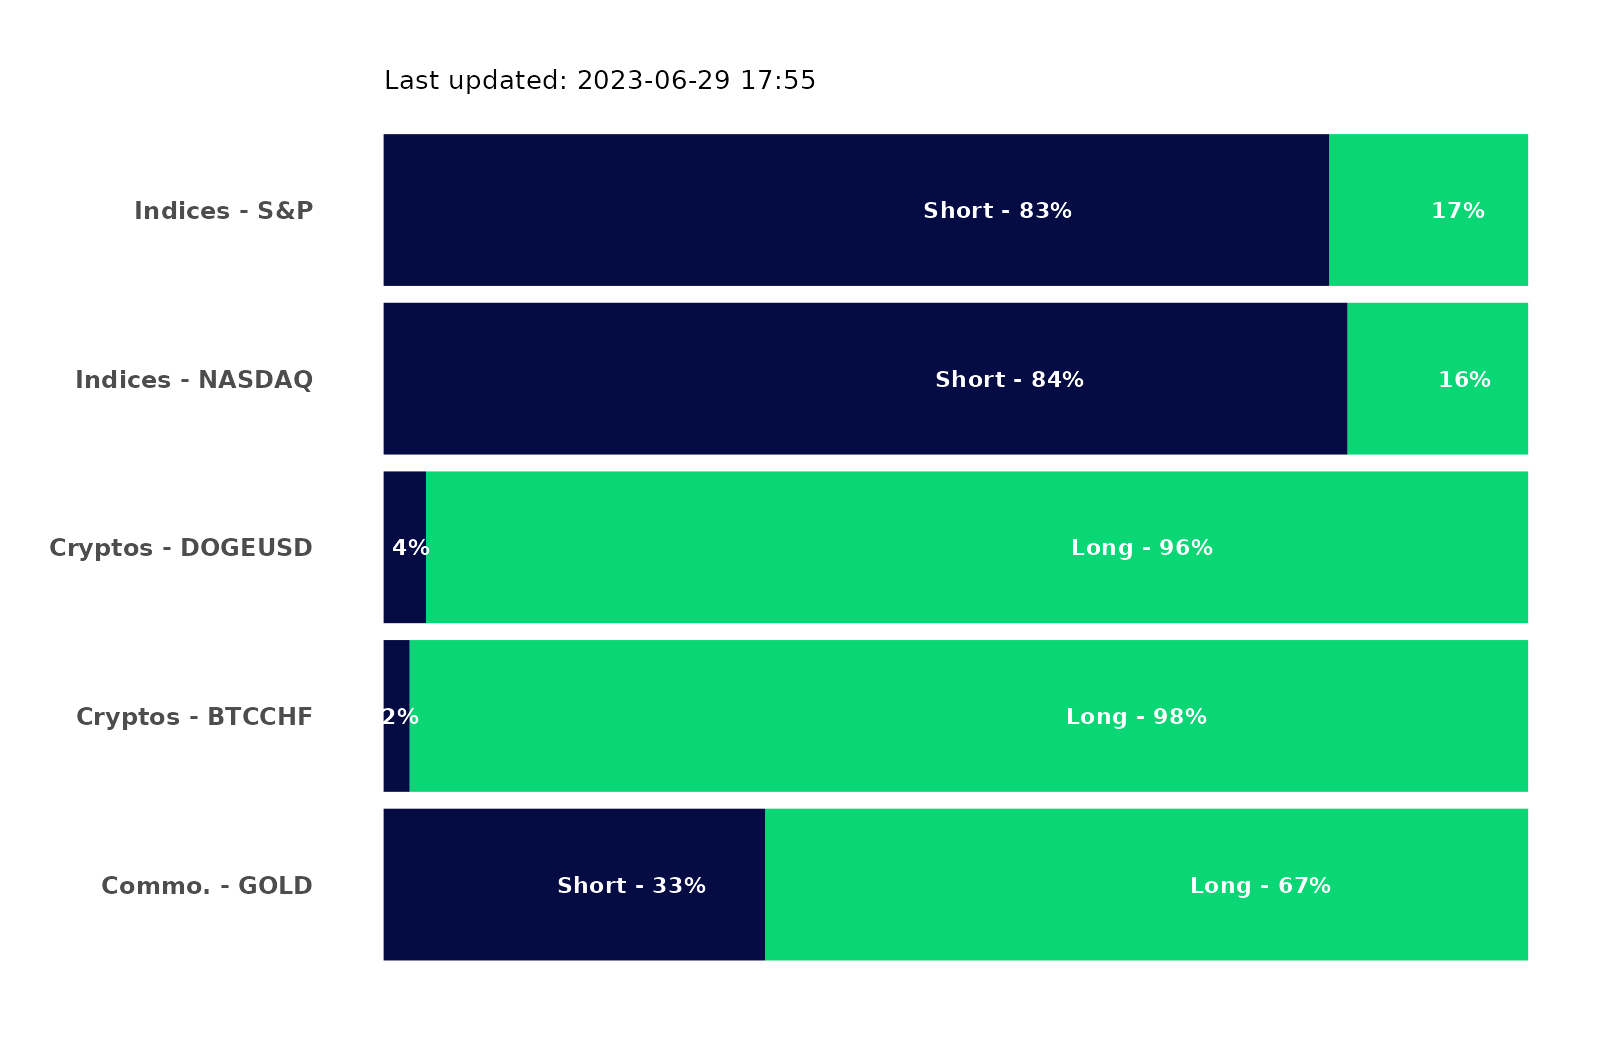 Last updated: 2023-06-29 17:55
Indices - S&P Short - 83% 17%
Indices - NASDAQ Short - 84% 16%
Cryptos - DOGEUSD 4% Long - 96%
Cryptos - BTCCHF 2% Long - 98%
Commo. - GOLD Short - 33% Long - 67%